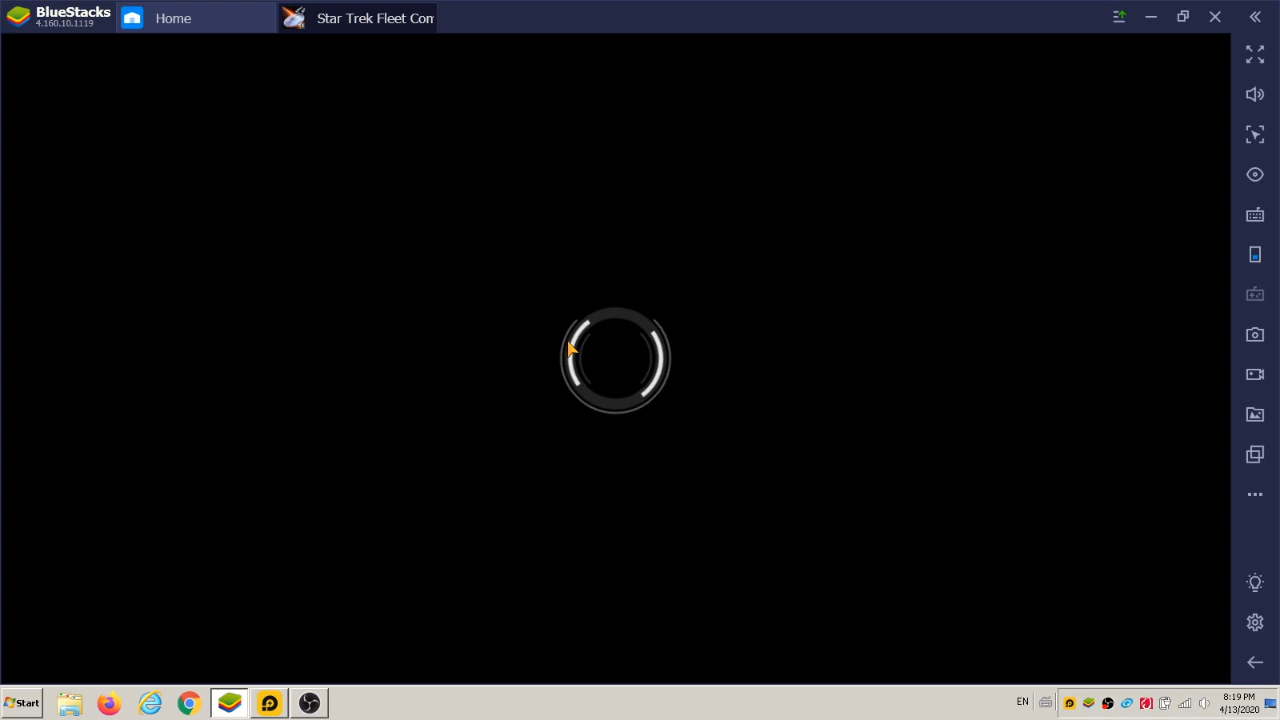 BlueStacks
4.160.10.1119
Home
Star Trek Fleet Con
Start
EN
8:19 PM
4/13/2020